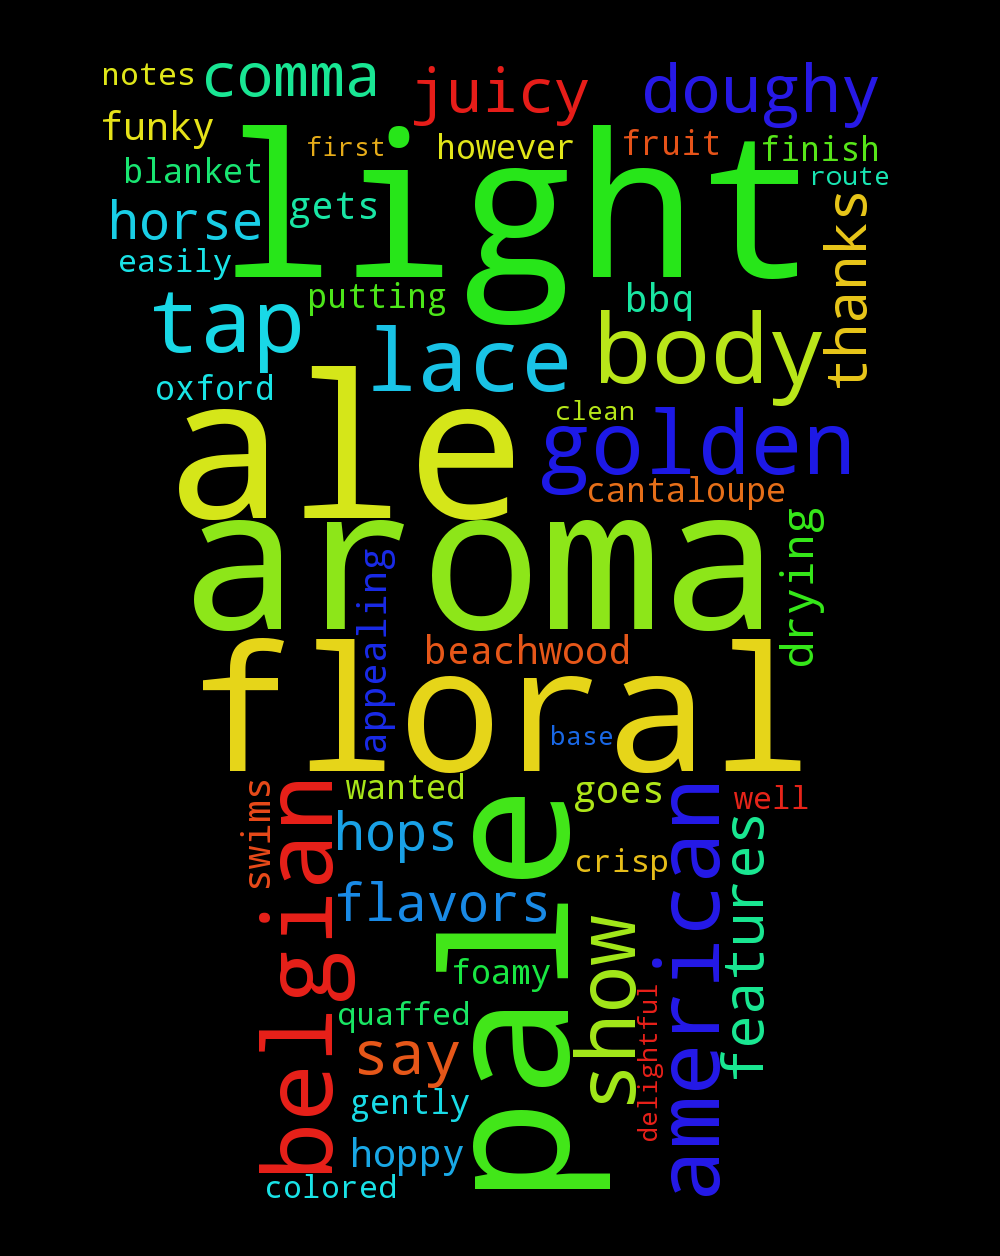 notes
comma
juicy
doughy
funky
light
first
however
fruit
finish
blanket
route
horse
gets
thanks
easily
putting
bbq
tap
lace
body
oxford
ale
clean
golden
cantaloupe
aroma
drying
appealing
beachwood
floral
base
swims
belgian
wanted
pale
goes
american
well
hops
features
crisp
flavors
show
foamy
delightful
quaffed
say
gently
hoppy
colored